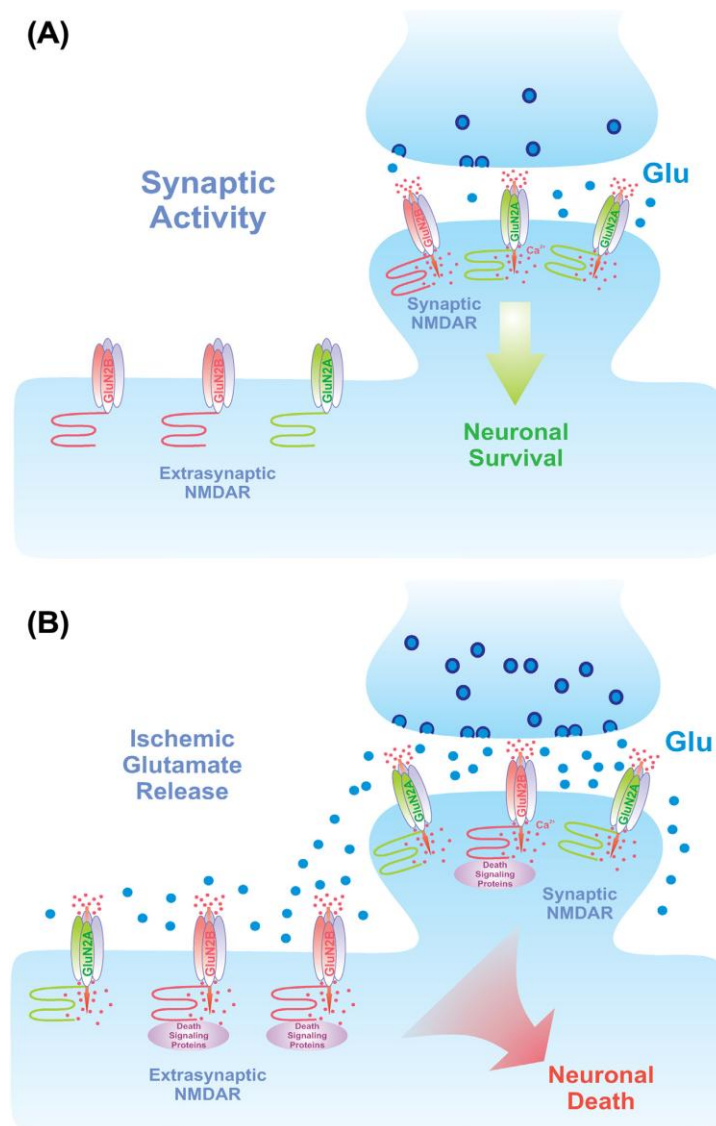 (A)
Synaptic
Activity
Glu
GluN2B
GluN2A
GluN2A
Ca²⁺
Synaptic
NMDAR
GluN2B
GluN2B
GluN2A
Extrasynaptic
NMDAR
Neuronal
Survival
(B)
Ischemic
Glutamate
Release
Glu
GluN2A
GluN2B
GluN2A
Ca²⁺
Death
Signaling
Proteins
Synaptic
NMDAR
GluN2A
GluN2B
GluN2B
Death
Signaling
Proteins
Death
Signaling
Proteins
Extrasynaptic
NMDAR
Neuronal
Death